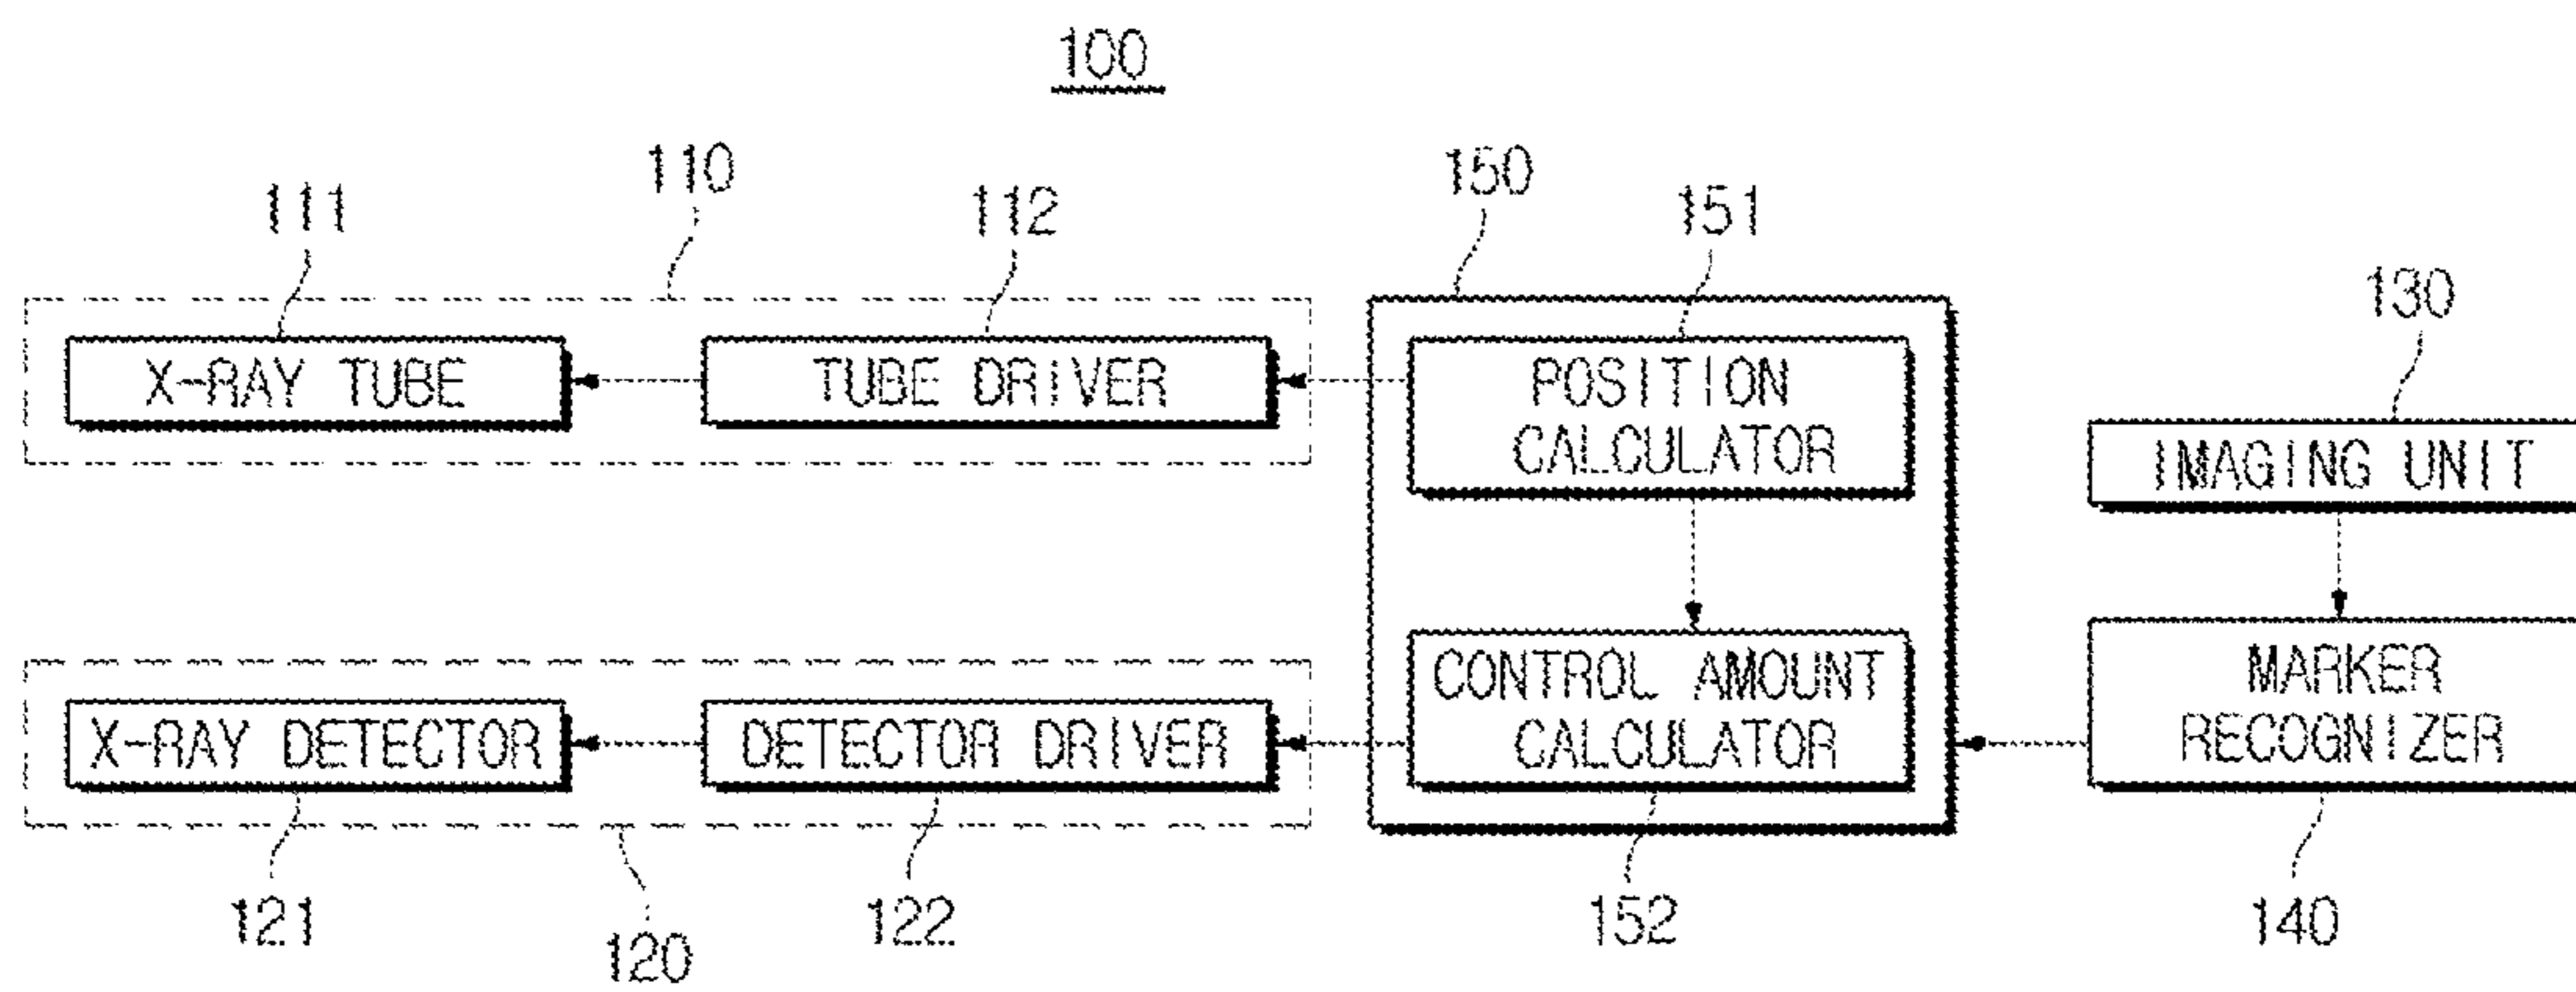 100
110
150
111
112
151
130
X-RAY TUBE
TUBE DRIVER
POSITION
CALCULATOR
IMAGING UNIT
CONTROL AMOUNT
CALCULATOR
MARKER
RECOGNIZER
X-RAY DETECTOR
DETECTOR DRIVER
121
122
152
140
120